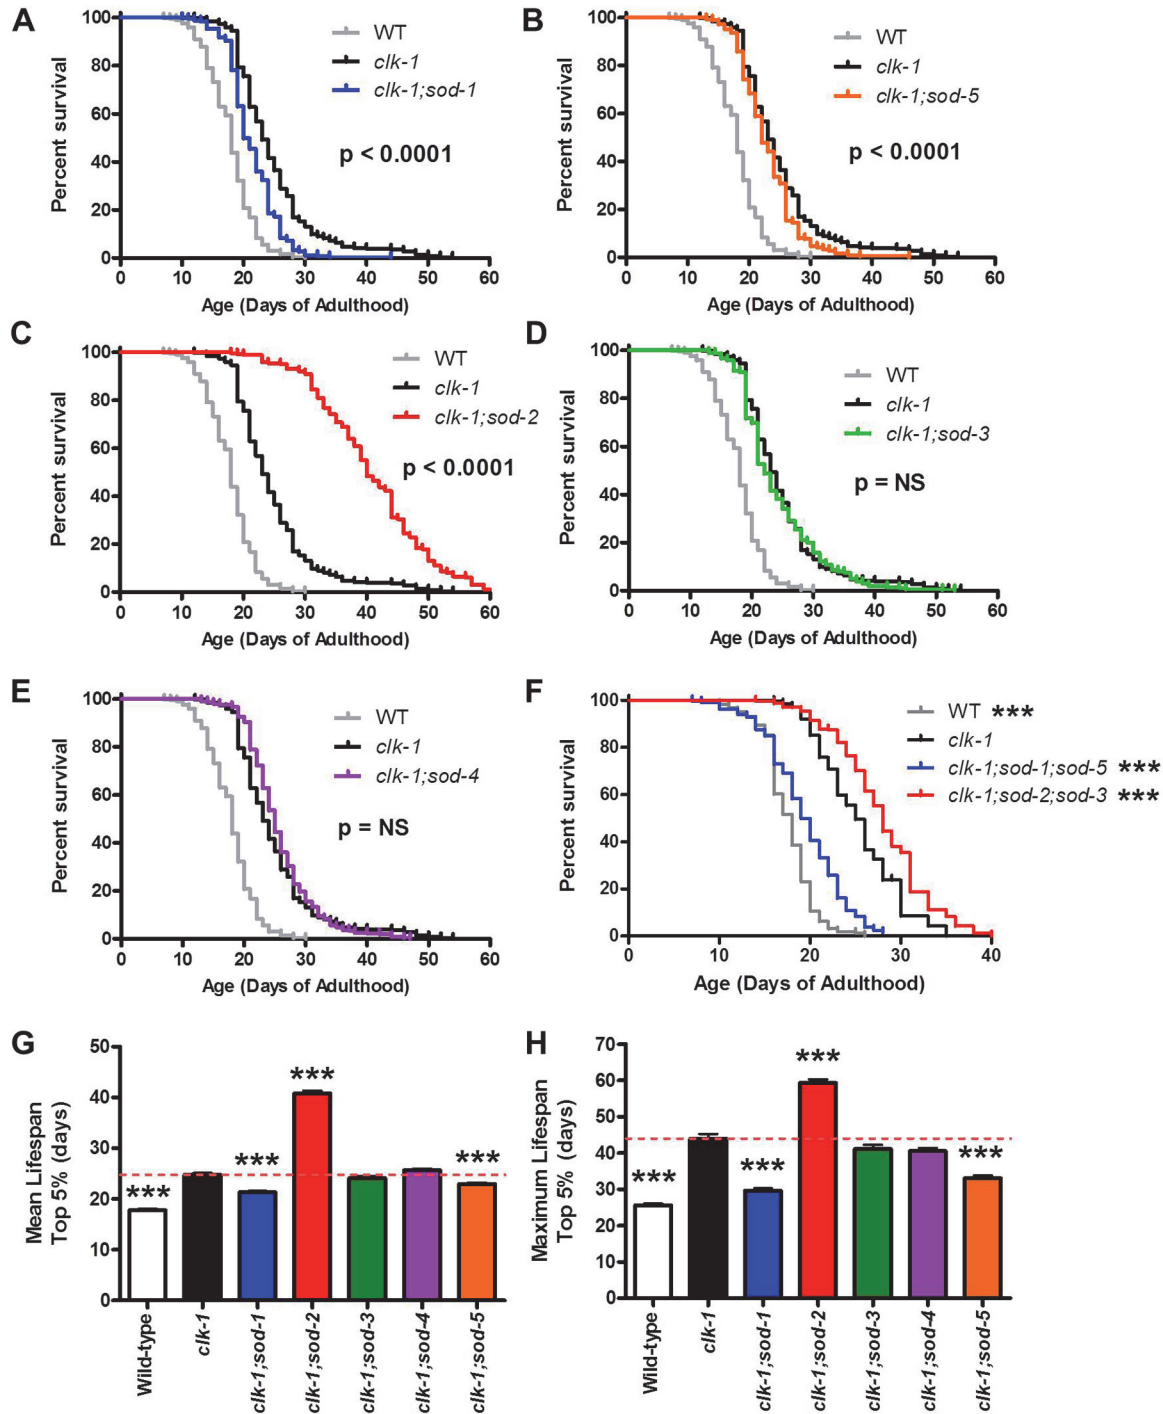 A
Percent survival
100
80
60
40
20
0
0 10 20 30 40 50 60
Age (Days of Adulthood)
WT
clk-1
clk-1;sod-1
p < 0.0001
B
Percent survival
100
80
60
40
20
0
0 10 20 30 40 50 60
Age (Days of Adulthood)
WT
clk-1
clk-1;sod-5
p < 0.0001
C
Percent survival
100
80
60
40
20
0
0 10 20 30 40 50 60
Age (Days of Adulthood)
WT
clk-1
clk-1;sod-2
p < 0.0001
D
Percent survival
100
80
60
40
20
0
0 10 20 30 40 50 60
Age (Days of Adulthood)
WT
clk-1
clk-1;sod-3
p = NS
E
Percent survival
100
80
60
40
20
0
0 10 20 30 40 50 60
Age (Days of Adulthood)
WT
clk-1
clk-1;sod-4
p = NS
F
Percent survival
100
80
60
40
20
0
0 10 20 30 40
Age (Days of Adulthood)
WT ***
clk-1
clk-1;sod-1;sod-5 ***
clk-1;sod-2;sod-3 ***
G
Mean Lifespan
Top 5% (days)
50
40
30
20
10
0
***
***
***
***
Wild-type
clk-1
clk-1;sod-1
clk-1;sod-2
clk-1;sod-3
clk-1;sod-4
clk-1;sod-5
H
Maximum Lifespan
Top 5% (days)
70
60
50
40
30
20
10
0
***
***
***
***
Wild-type
clk-1
clk-1;sod-1
clk-1;sod-2
clk-1;sod-3
clk-1;sod-4
clk-1;sod-5